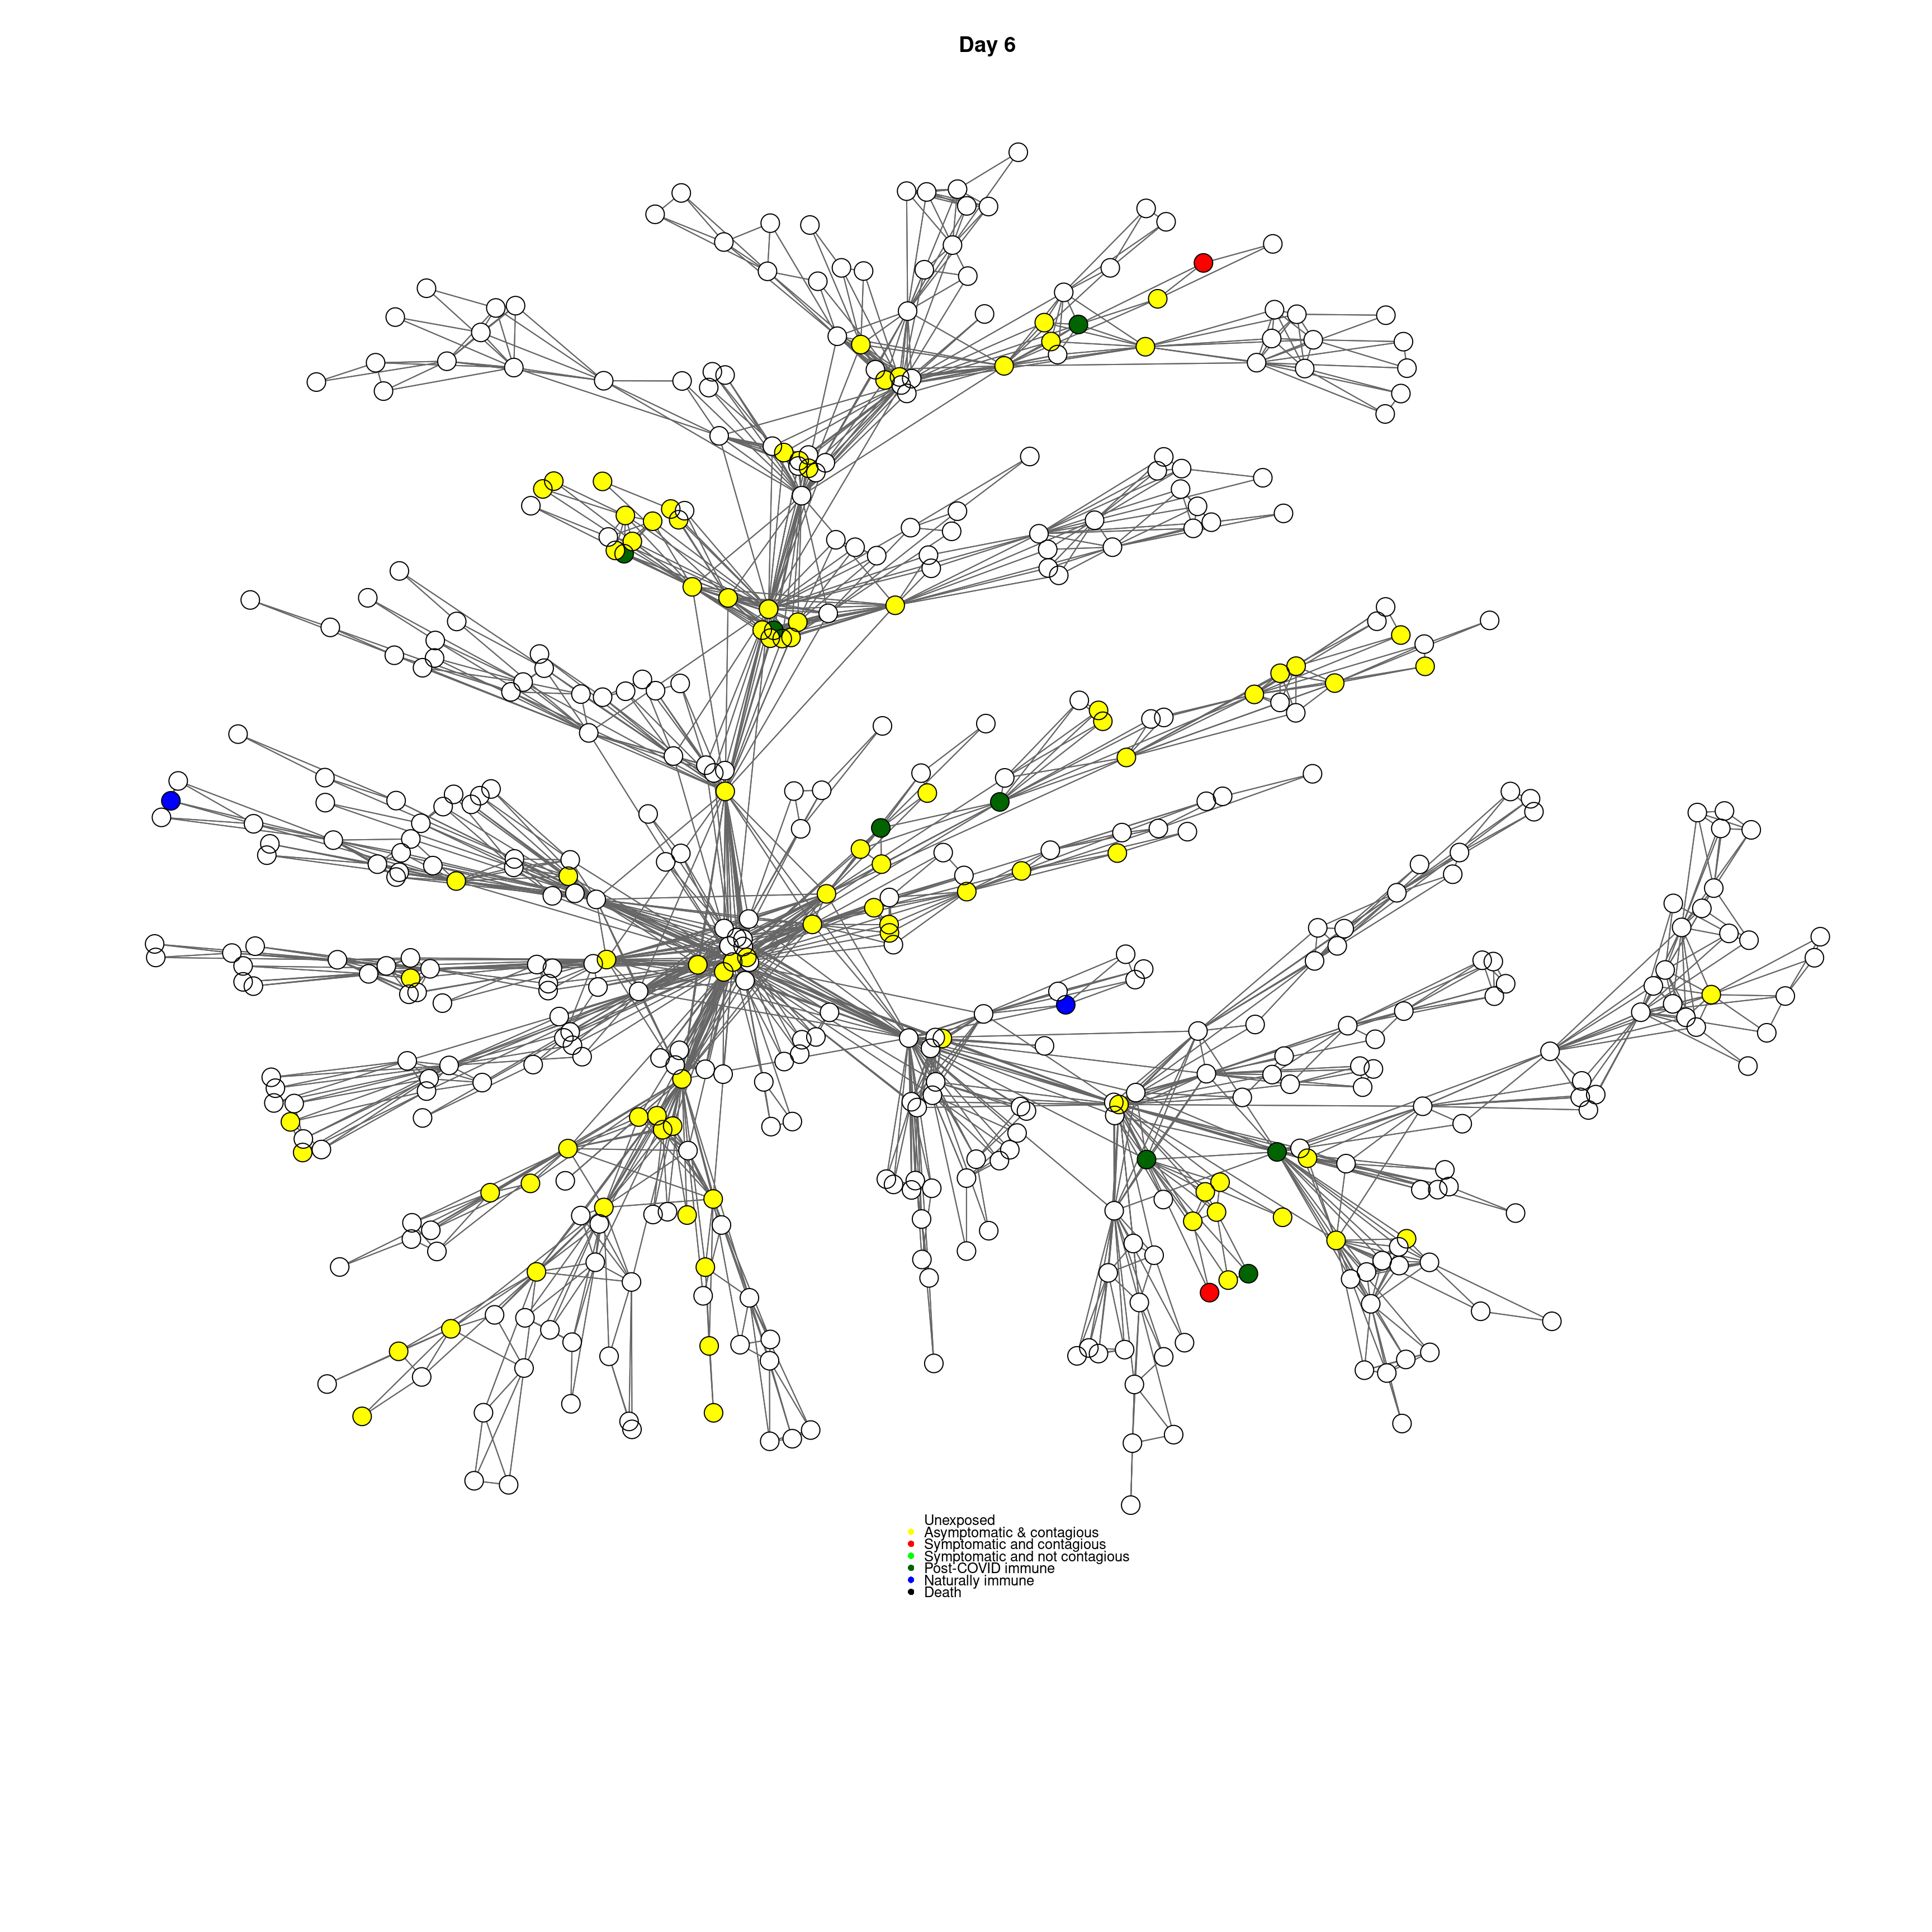 Day 6
Unexposed
Asymptomatic & contagious
Symptomatic and contagious
Symptomatic and not contagious
Post-COVID immune
Naturally immune
Death